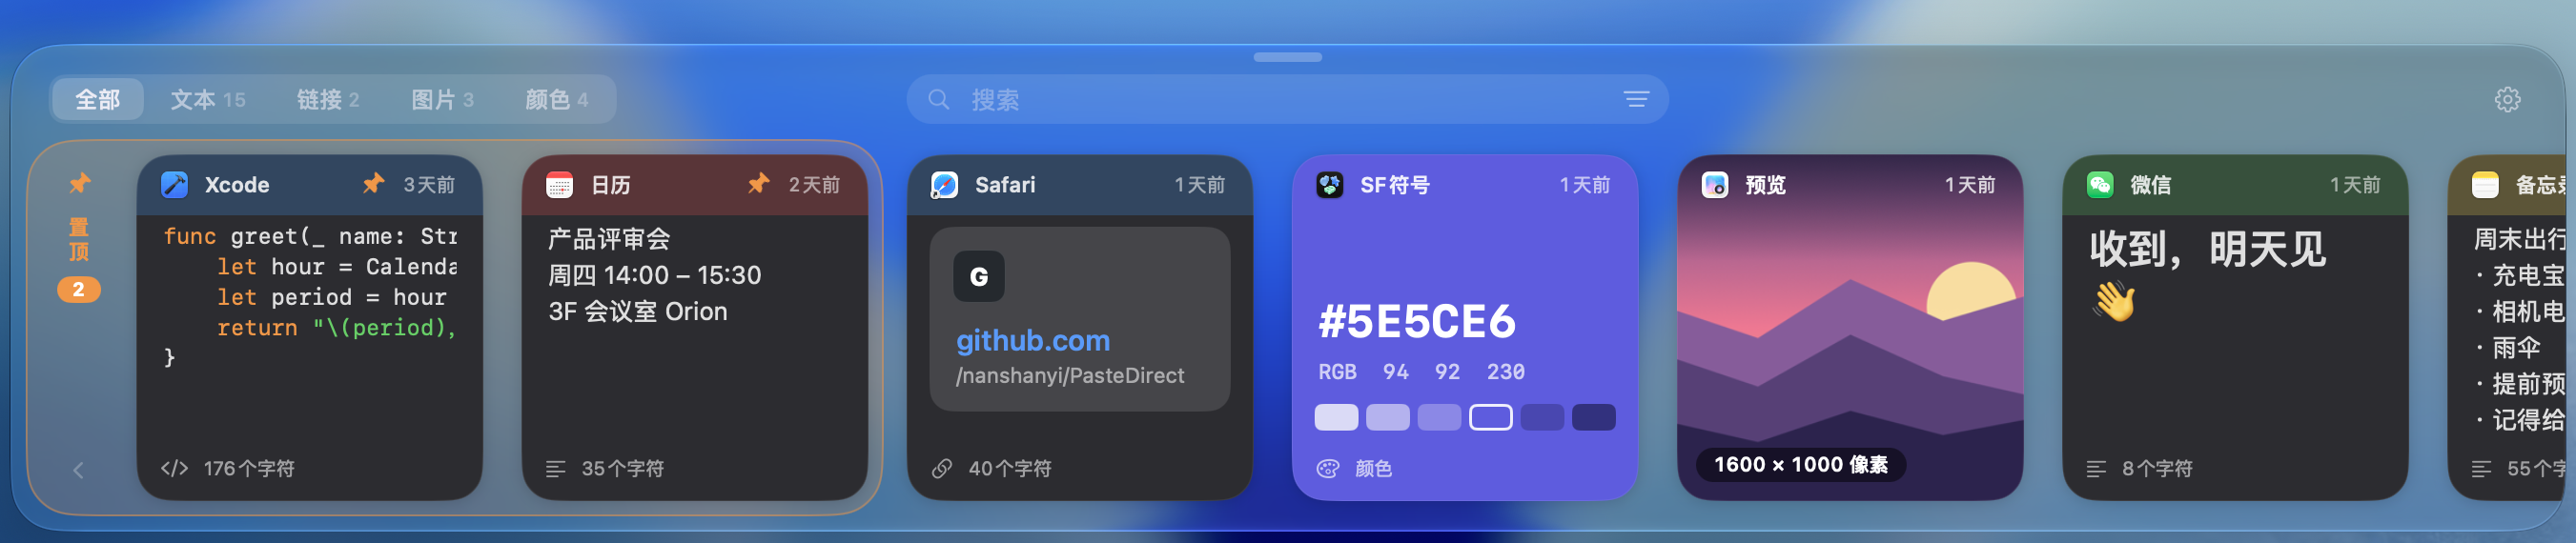 全部 文本 15 链接 2 图片 3 颜色 4
搜索
置
顶
2
Xcode 3天前
func greet(_ name: Str
let hour = Calenda
let period = hour
return "\(period),
}
176个字符
日历 2天前
产品评审会
周四 14:00 – 15:30
3F 会议室 Orion
35个字符
Safari 1天前
G
github.com
/nanshanyi/PasteDirect
40个字符
SF符号 1天前
#5E5CE6
RGB 94 92 230
颜色
预览 1天前
1600 × 1000 像素
微信 1天前
收到，明天见
👋
8个字符
备忘
周末出行
· 充电宝
· 相机电
· 雨伞
· 提前预
· 记得给
55个字